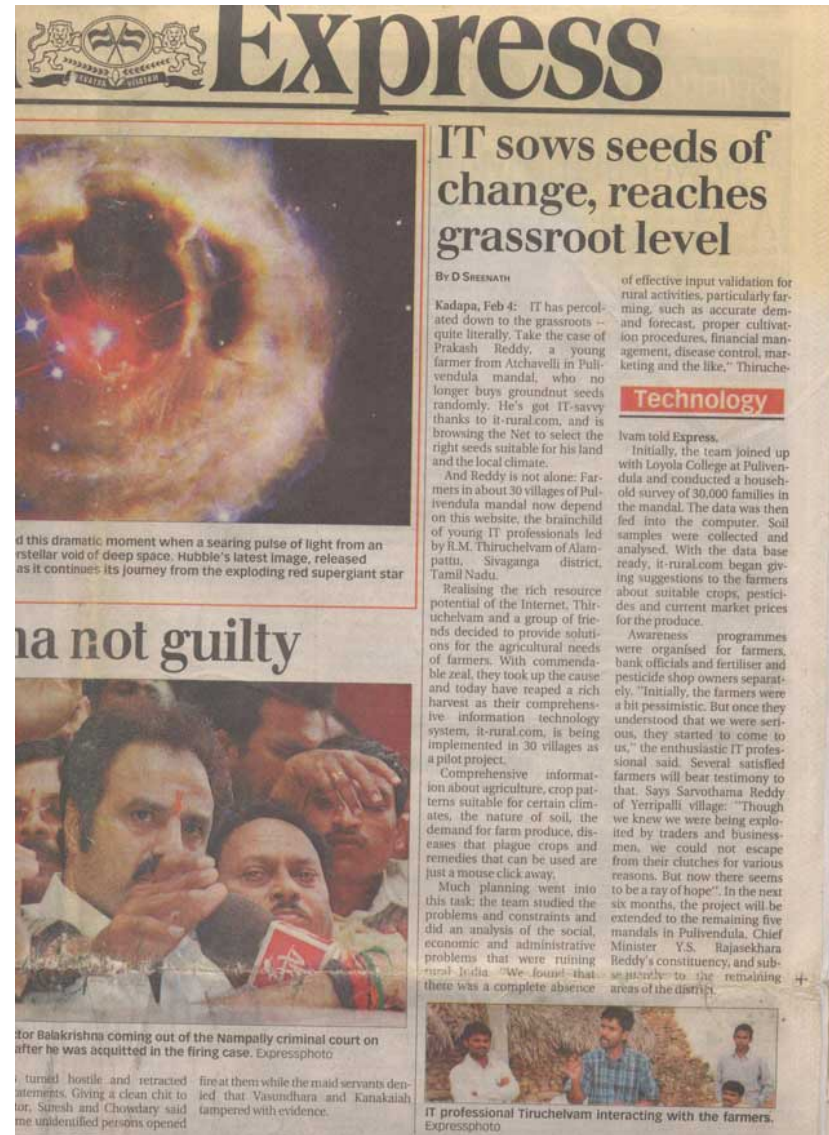 Express
SATYAM VIJAYATE
d this dramatic moment when a searing pulse of light from an
rstellar void of deep space. Hubble's latest image, released
as it continues its journey from the exploding red supergiant star
na not guilty
ctor Balakrishna coming out of the Nampally criminal court on
after he was acquitted in the firing case. Expressphoto
turned hostile and retracted
atements. Giving a clean chit to
tor, Suresh and Chowdary said
me unidentified persons opened
fire at them while the maid servants den-
ied that Vasundhara and Kanakaiah
tampered with evidence.
IT sows seeds of
change, reaches
grassroot level
BY D SREENATH
Kadapa, Feb 4: IT has percol-
ated down to the grassroots --
quite literally. Take the case of
Prakash Reddy, a young
farmer from Atchavelli in Puli-
vendula mandal, who no
longer buys groundnut seeds
randomly. He's got IT-savvy
thanks to it-rural.com, and is
browsing the Net to select the
right seeds suitable for his land
and the local climate.
And Reddy is not alone: Far-
mers in about 30 villages of Pul-
ivendula mandal now depend
on this website, the brainchild
of young IT professionals led
by R.M. Thiruchelvam of Alam-
pattu, Sivaganga district,
Tamil Nadu.
Realising the rich resource
potential of the Internet, Thir-
uchelvam and a group of frie-
nds decided to provide soluti-
ons for the agricultural needs
of farmers. With commenda-
ble zeal, they took up the cause
and today have reaped a rich
harvest as their comprehens-
ive information technology
system, it-rural.com, is being
implemented in 30 villages as
a pilot project.
Comprehensive informat-
ion about agriculture, crop pat-
terns suitable for certain clim-
ates, the nature of soil, the
demand for farm produce, dis-
eases that plague crops and
remedies that can be used are
just a mouse click away.
Much planning went into
this task: the team studied the
problems and constraints and
did an analysis of the social,
economic and administrative
problems that were ruining
rural India. "We found that
there was a complete absence
of effective input validation for
rural activities, particularly far-
ming, such as accurate dem-
and forecast, proper cultivat-
ion procedures, financial man-
agement, disease control, mar-
keting and the like," Thiruche-
Technology
lvam told Express.
Initially, the team joined up
with Loyola College at Puliven-
dula and conducted a househ-
old survey of 30,000 families in
the mandal. The data was then
fed into the computer. Soil
samples were collected and
analysed. With the data base
ready, it-rural.com began giv-
ing suggestions to the farmers
about suitable crops, pestici-
des and current market prices
for the produce.
Awareness programmes
were organised for farmers,
bank officials and fertiliser and
pesticide shop owners separat-
ely. "Initially, the farmers were
a bit pessimistic. But once they
understood that we were seri-
ous, they started to come to
us," the enthusiastic IT profes-
sional said. Several satisfied
farmers will bear testimony to
that. Says Sarvothama Reddy
of Yerripalli village: "Though
we knew we were being explo-
ited by traders and business-
men, we could not escape
from their clutches for various
reasons. But now there seems
to be a ray of hope". In the next
six months, the project will be
extended to the remaining five
mandals in Pulivendula, Chief
Minister Y.S. Rajasekhara
Reddy's constituency, and sub-
sequently to the remaining
areas of the district.
IT professional Tiruchelvam interacting with the farmers.
Expressphoto